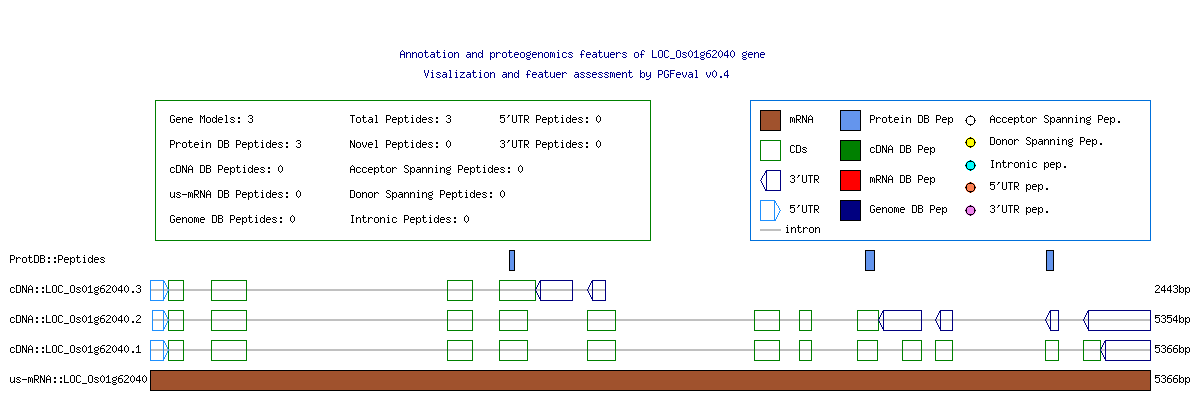 Annotation and proteogenomics featuers of LOC_Os01g62040 gene
Visalization and featuer assessment by PGFeval v0.4
Gene Models: 3 Total Peptides: 3 5'UTR Peptides: 0
Protein DB Peptides: 3 Novel Peptides: 0 3'UTR Peptides: 0
cDNA DB Peptides: 0 Acceptor Spanning Peptides: 0
us-mRNA DB Peptides: 0 Donor Spanning Peptides: 0
Genome DB Peptides: 0 Intronic Peptides: 0
mRNA Protein DB Pep Acceptor Spanning Pep.
CDs cDNA DB Pep Donor Spanning Pep.
3'UTR mRNA DB Pep Intronic pep.
5'UTR Genome DB Pep 5'UTR pep.
intron 3'UTR pep.
ProtDB::Peptides
cDNA::LOC_Os01g62040.3 2443bp
cDNA::LOC_Os01g62040.2 5354bp
cDNA::LOC_Os01g62040.1 5366bp
us-mRNA::LOC_Os01g62040 5366bp